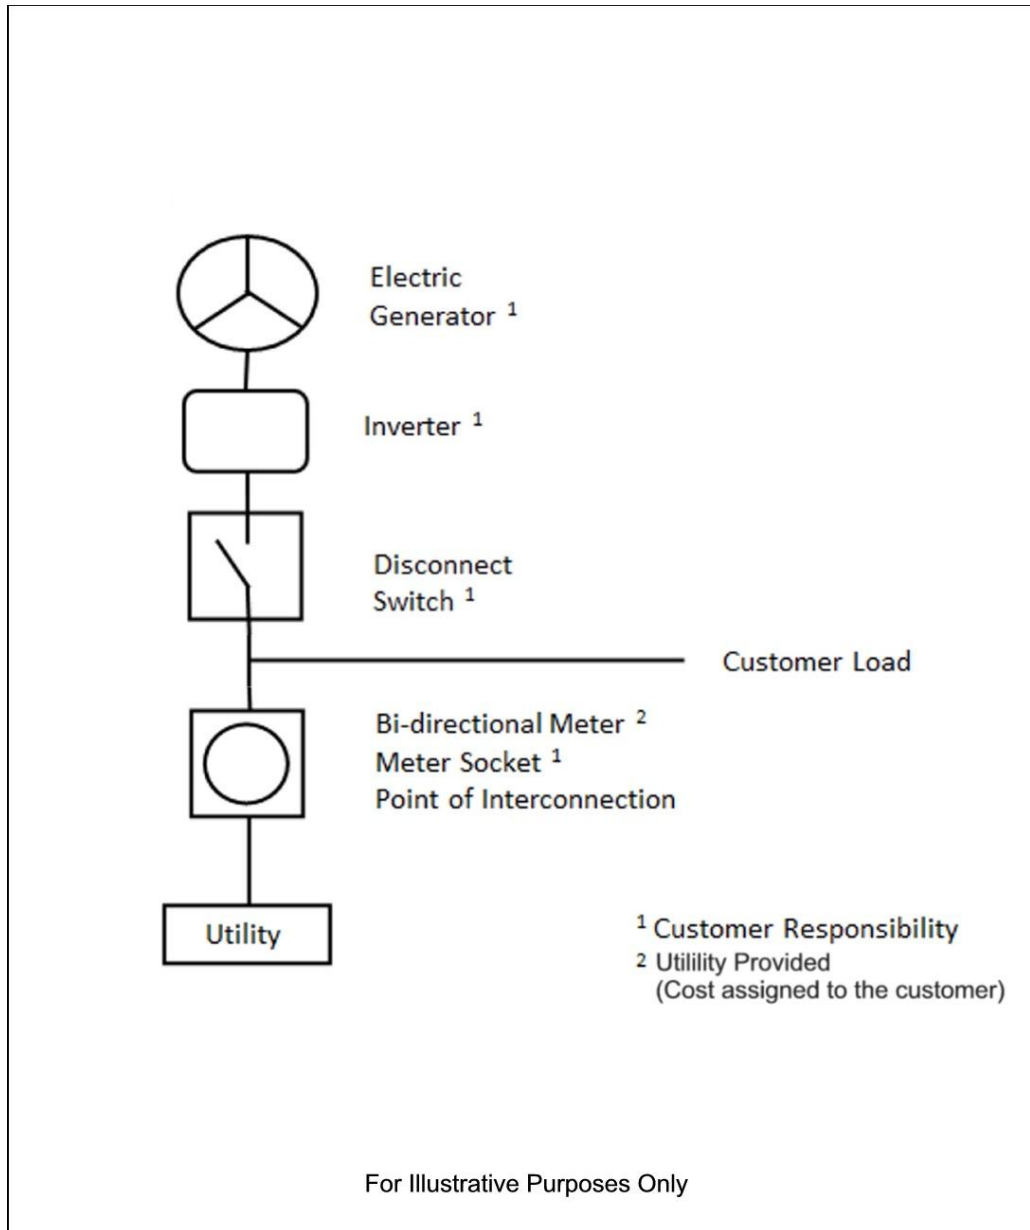 Electric
Generator ¹
Inverter ¹
Disconnect
Switch ¹
Customer Load
Bi-directional Meter ²
Meter Socket ¹
Point of Interconnection
Utility
¹ Customer Responsibility
² Utilility Provided
(Cost assigned to the customer)
For Illustrative Purposes Only